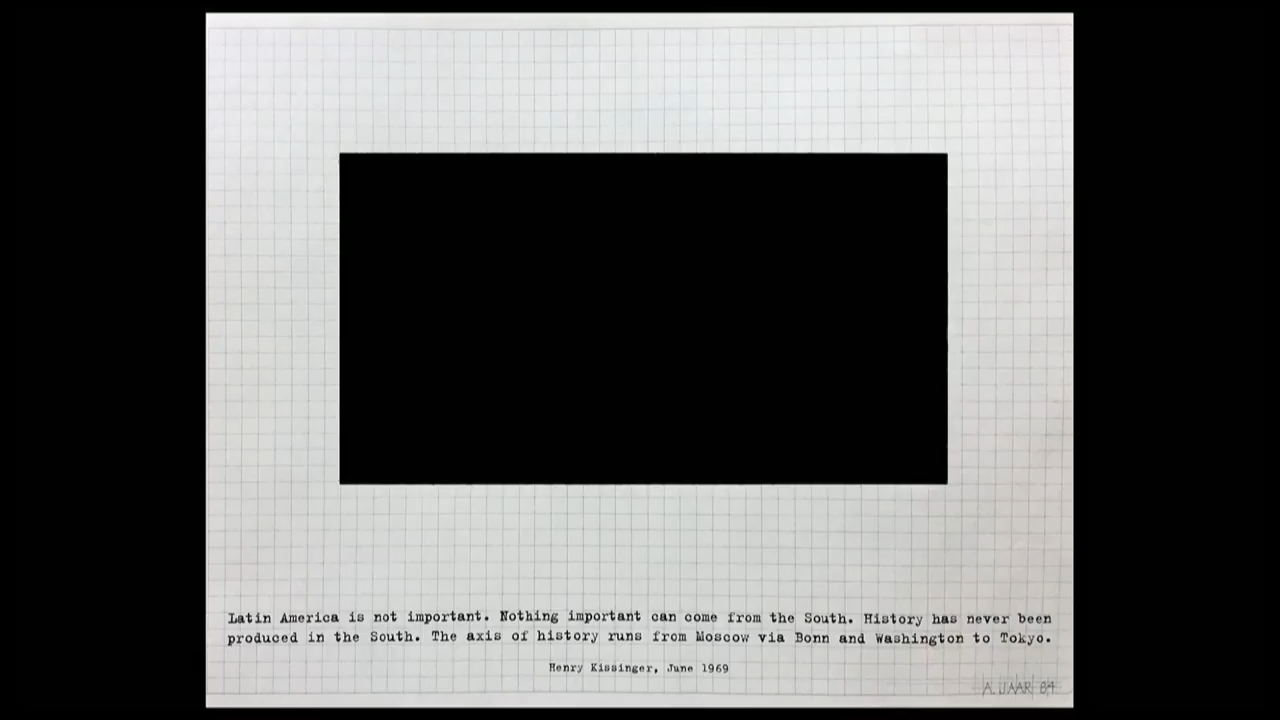 Latin America is not important. Nothing important can come from the South. History has never been
produced in the South. The axis of history runs from Moscow via Bonn and Washington to Tokyo.
Henry Kissinger, June 1969
A. JAAR 84